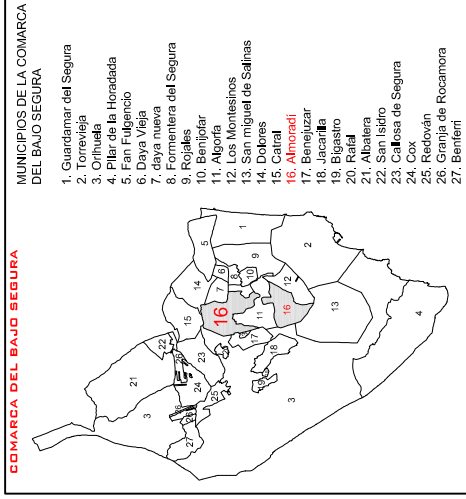 COMARCA DEL BAJO SEGURA
MUNICIPIOS DE LA COMARCA
DEL BAJO SEGURA
1. Guardamar del Segura
2. Torrevieja
3. Orihuela
4. Pilar de la Horadada
5. Fan Fulgencio
6. Daya Vieja
7. daya nueva
8. Formentera del Segura
9. Rojales
10. Benijofar
11. Algorfa
12. Los Montesinos
13. San miguel de Salinas
14. Dolores
15. Catral
16. Almoradí
17. Benejuzar
18. Jacarilla
19. Bigastro
20. Rafal
21. Albatera
22. San Isidro
23. Callosa de Segura
24. Cox
25. Redován
26. Granja de Rocamora
27. Benferri
21
3
22
26
15
14
5
23
24
16
7
6
8
1
27
25
9
10
11
17
18
19
12
16
2
3
13
4